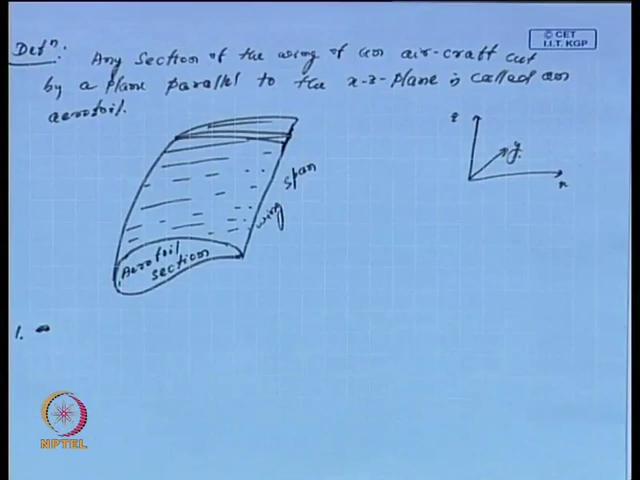 Defⁿ: Any section of the wing of an air-craft cut
by a plane parallel to the x-z-plane is called an
aerofoil.
© CET
I.I.T. KGP
z
y
x
span
wing
Aerofoil
section
1.
NPTEL